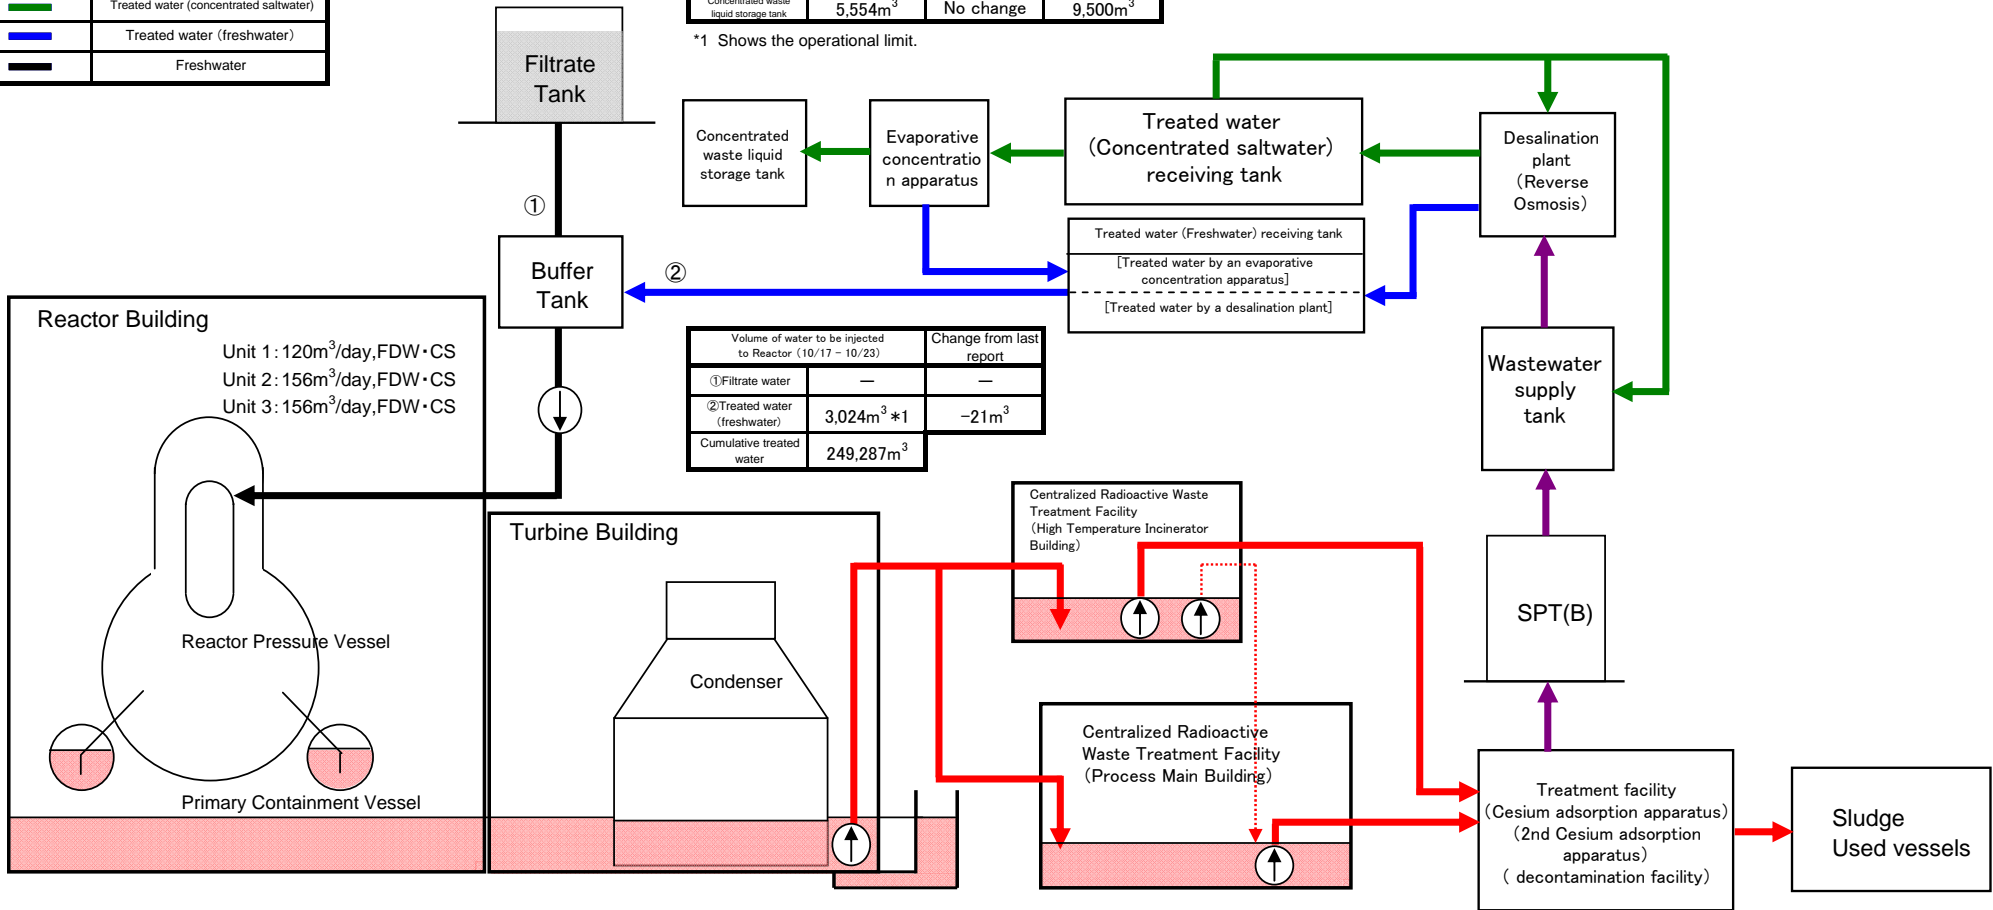 Treated water (concentrated saltwater)
Treated water (freshwater)
Freshwater
Concentrated waste
liquid storage tank
5,554m³
No change
9,500m³
*1 Shows the operational limit.
Filtrate
Tank
①
Buffer
Tank
②
Concentrated
waste liquid
storage tank
Evaporative
concentratio
n apparatus
Treated water
(Concentrated saltwater)
receiving tank
Desalination
plant
(Reverse
Osmosis)
Treated water (Freshwater) receiving tank
[Treated water by an evaporative
concentration apparatus]
[Treated water by a desalination plant]
Wastewater
supply
tank
Reactor Building
Unit 1:120m³/day,FDW・CS
Unit 2:156m³/day,FDW・CS
Unit 3:156m³/day,FDW・CS
Volume of water to be injected
to Reactor (10/17 - 10/23)
Change from last
report
①Filtrate water
—
—
②Treated water
(freshwater)
3,024m³ *1
-21m³
Cumulative treated
water
249,287m³
Reactor Pressure Vessel
Primary Containment Vessel
Turbine Building
Condenser
Centralized Radioactive Waste
Treatment Facility
(High Temperature Incinerator
Building)
Centralized Radioactive
Waste Treatment Facility
(Process Main Building)
SPT(B)
Treatment facility
(Cesium adsorption apparatus)
(2nd Cesium adsorption
apparatus)
( decontamination facility)
Sludge
Used vessels